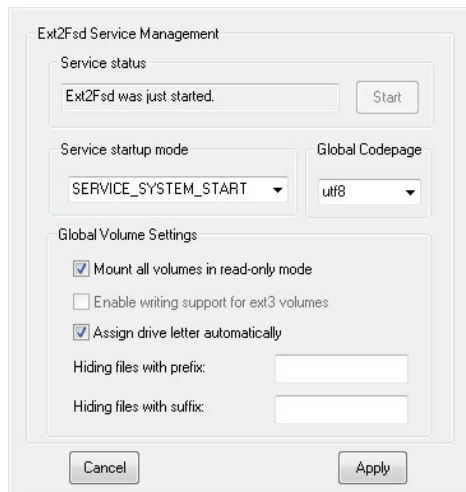 Ext2Fsd Service Management
Service status
Ext2Fsd was just started.
Start
Service startup mode
Global Codepage
SERVICE_SYSTEM_START
utf8
Global Volume Settings
Mount all volumes in read-only mode
Enable writing support for ext3 volumes
Assign drive letter automatically
Hiding files with prefix:
Hiding files with suffix:
Cancel
Apply